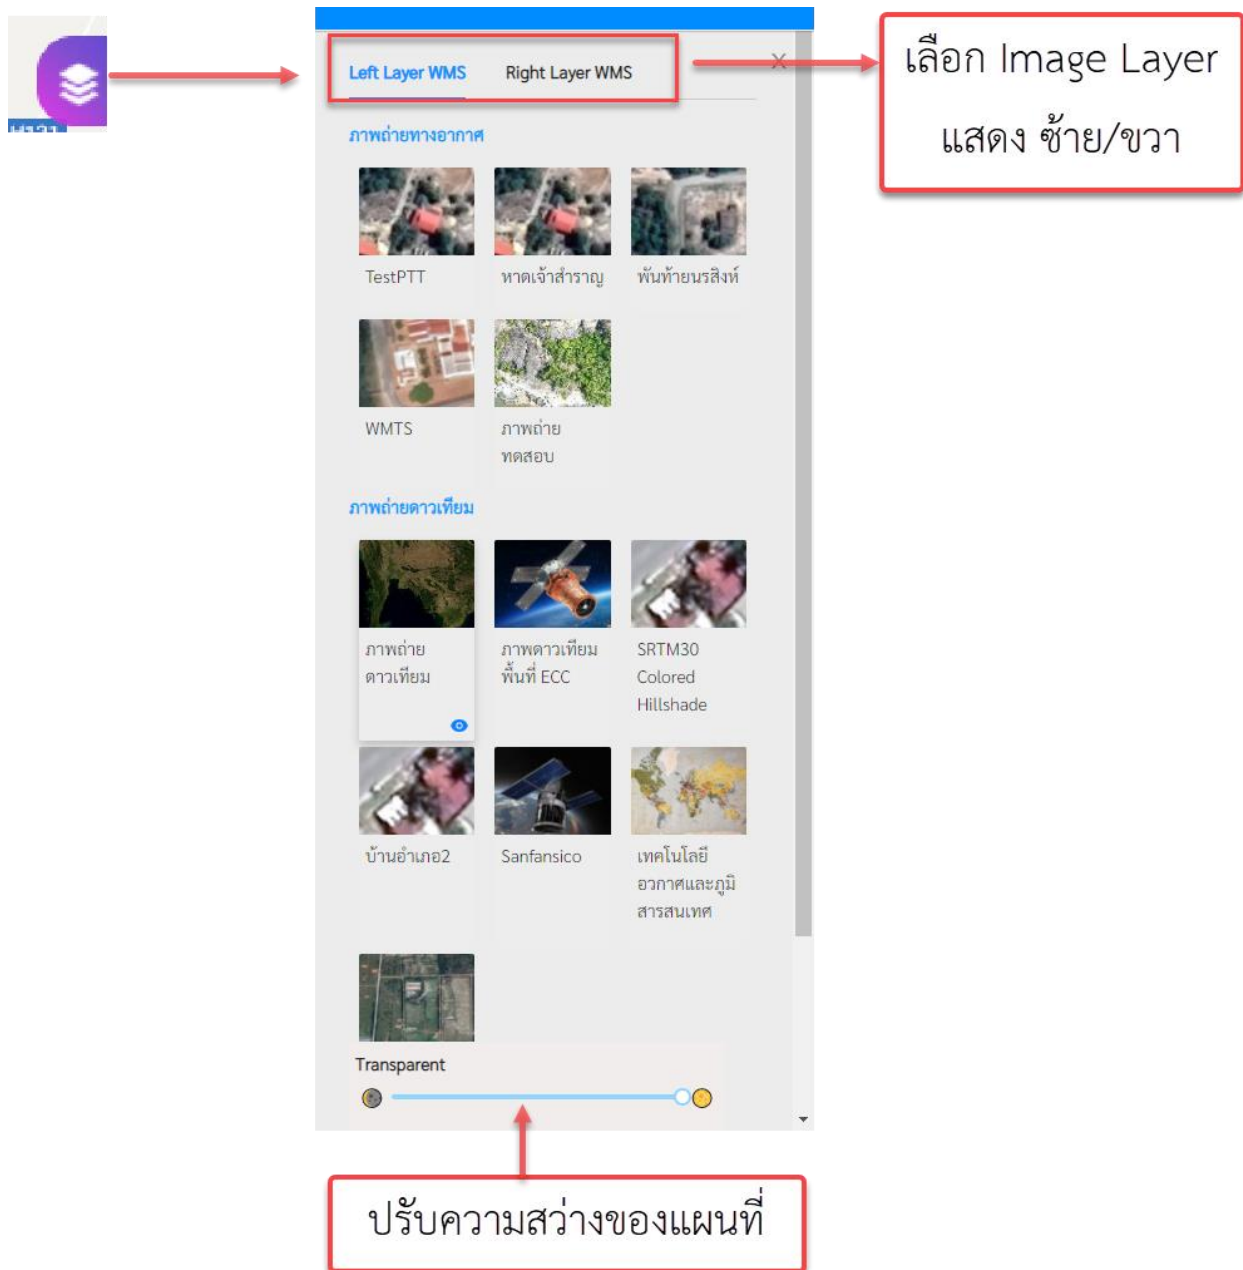 Left Layer WMS Right Layer WMS X
เลือก Image Layer
แสดง ซ้าย/ขวา
ภาพถ่ายทางอากาศ
TestPTT หาดเจ้าสำราญ พันท้ายนรสิงห์
WMTS ภาพถ่าย
ทดสอบ
ภาพถ่ายดาวเทียม
ภาพถ่าย ภาพดาวเทียม SRTM30
ดาวเทียม พื้นที่ ECC Colored
Hillshade
บ้านอำเภอ2 Sanfansico เทคโนโลยี
อวกาศและภูมิ
สารสนเทศ
Transparent
ปรับความสว่างของแผนที่